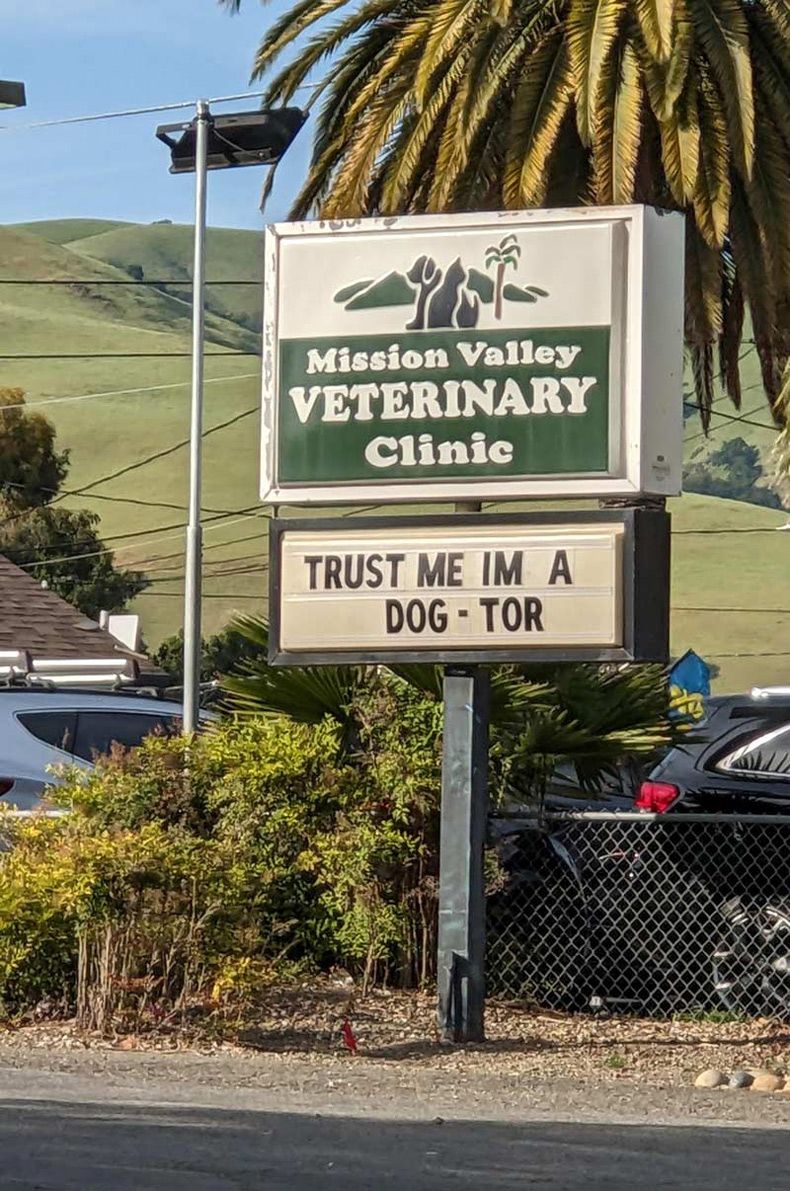 Mission Valley
VETERINARY
Clinic
TRUST ME IM A
DOG - TOR